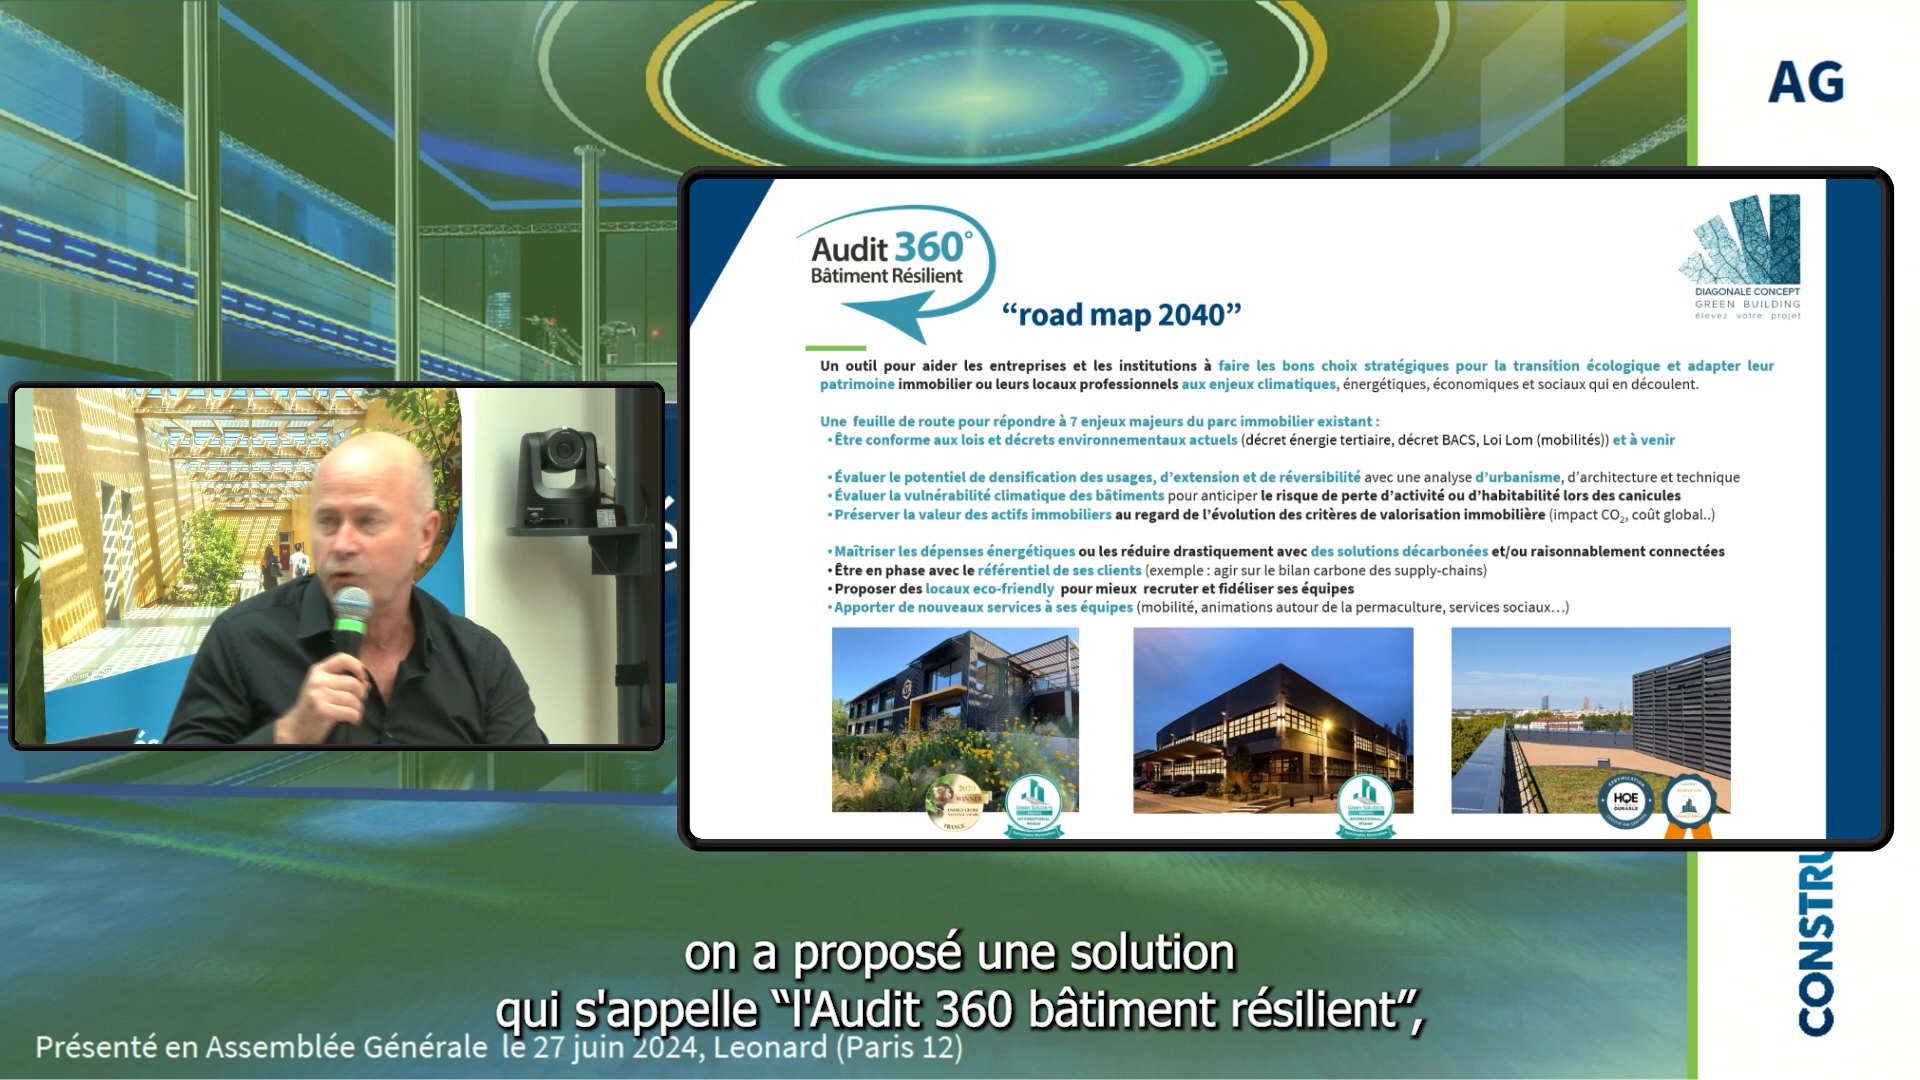 AG
Audit 360°
Bâtiment Résilient
“road map 2040”
DIAGONALE CONCEPT
GREEN BUILDING
élevez votre projet
Un outil pour aider les entreprises et les institutions à faire les bons choix stratégiques pour la transition écologique et adapter leur
patrimoine immobilier ou leurs locaux professionnels aux enjeux climatiques, énergétiques, économiques et sociaux qui en découlent.
Une feuille de route pour répondre à 7 enjeux majeurs du parc immobilier existant :
• Être conforme aux lois et décrets environnementaux actuels (décret énergie tertiaire, décret BACS, Loi Lom (mobilités)) et à venir
• Évaluer le potentiel de densification des usages, d’extension et de réversibilité avec une analyse d’urbanisme, d’architecture et technique
• Évaluer la vulnérabilité climatique des bâtiments pour anticiper le risque de perte d’activité ou d’habitabilité lors des canicules
• Préserver la valeur des actifs immobiliers au regard de l’évolution des critères de valorisation immobilière (impact CO₂, coût global..)
• Maîtriser les dépenses énergétiques ou les réduire drastiquement avec des solutions décarbonées et/ou raisonnablement connectées
• Être en phase avec le référentiel de ses clients (exemple : agir sur le bilan carbone des supply-chains)
• Proposer des locaux eco-friendly pour mieux recruter et fidéliser ses équipes
• Apporter de nouveaux services à ses équipes (mobilité, animations autour de la permaculture, services sociaux…)
WINNER
FRANCE
Green Solutions
INTERNATIONAL
Green Solutions
INTERNATIONAL
CERTIFICATION
HQE
DURABLE
CONSTRU
on a proposé une solution
qui s'appelle “l'Audit 360 bâtiment résilient”,
Présenté en Assemblée Générale le 27 juin 2024, Leonard (Paris 12)